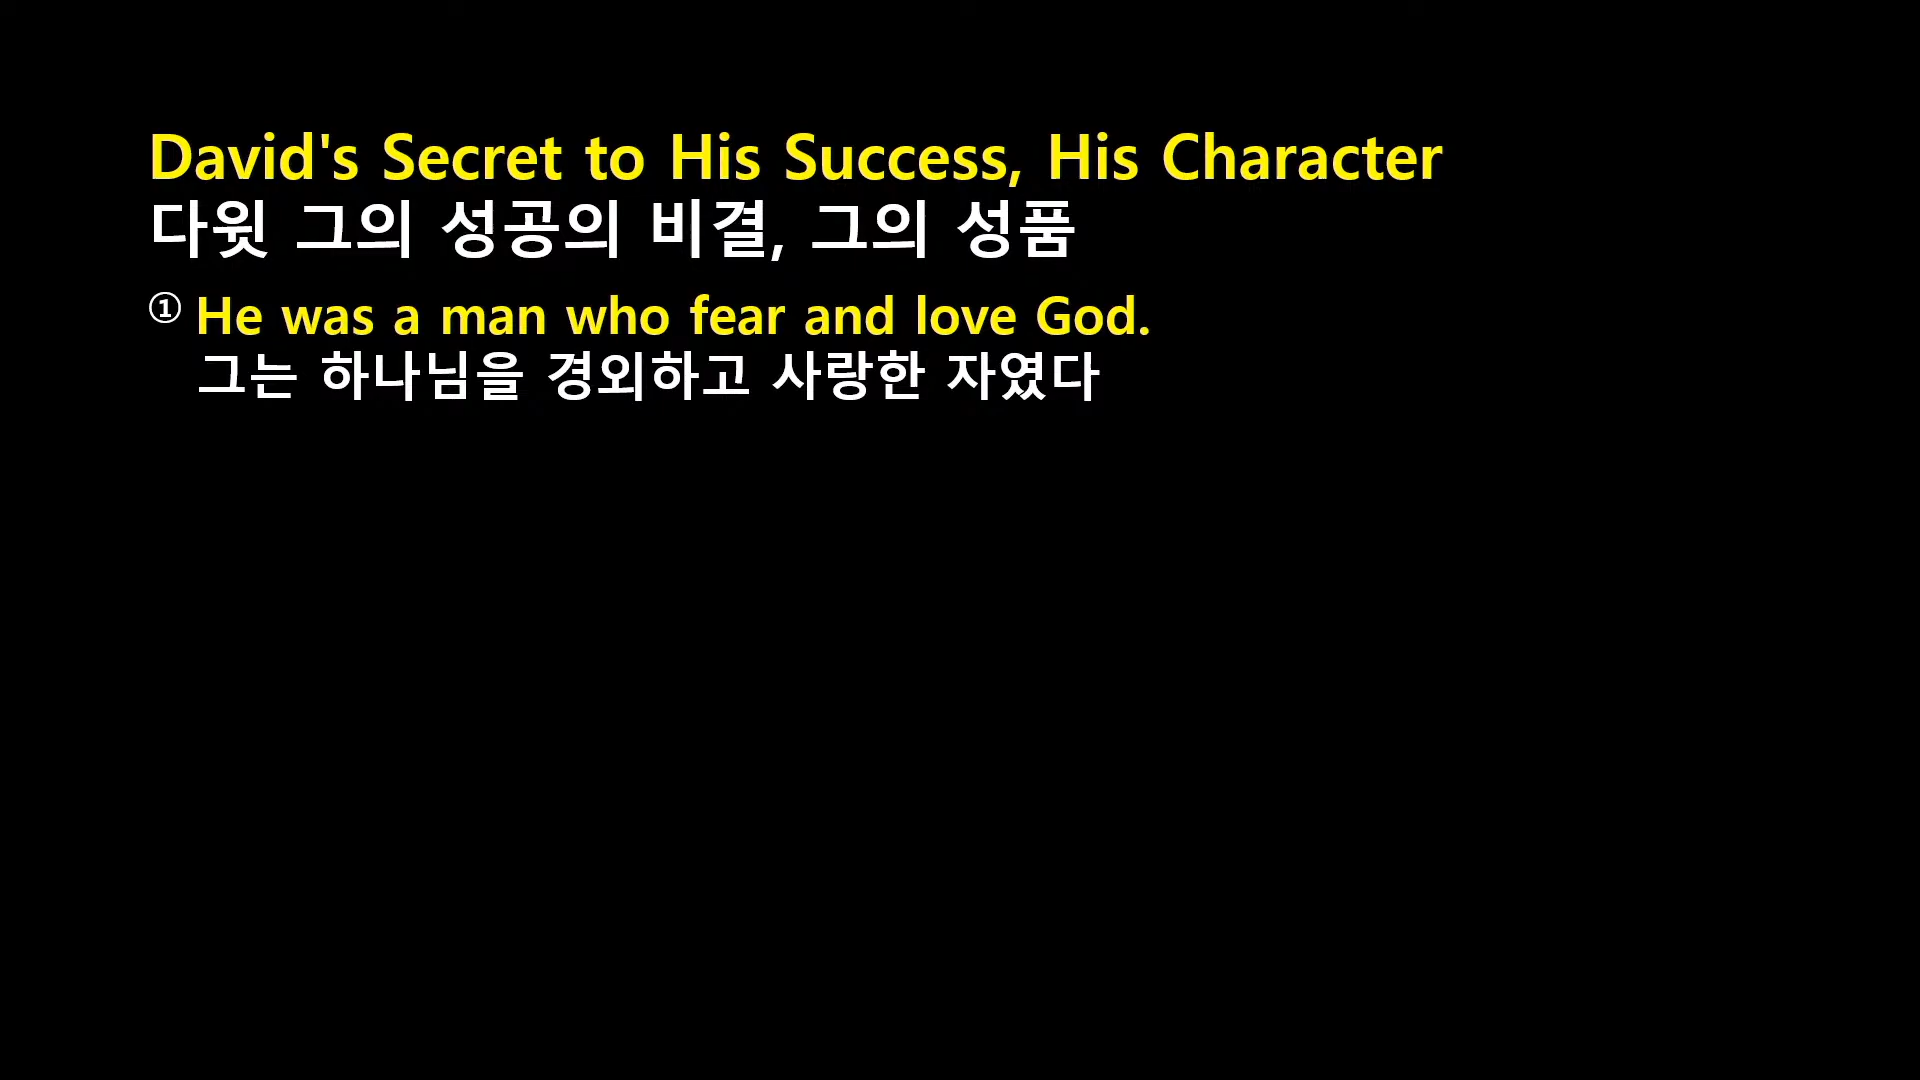 David's Secret to His Success, His Character
다윗 그의 성공의 비결, 그의 성품
① He was a man who fear and love God.
그는 하나님을 경외하고 사랑한 자였다